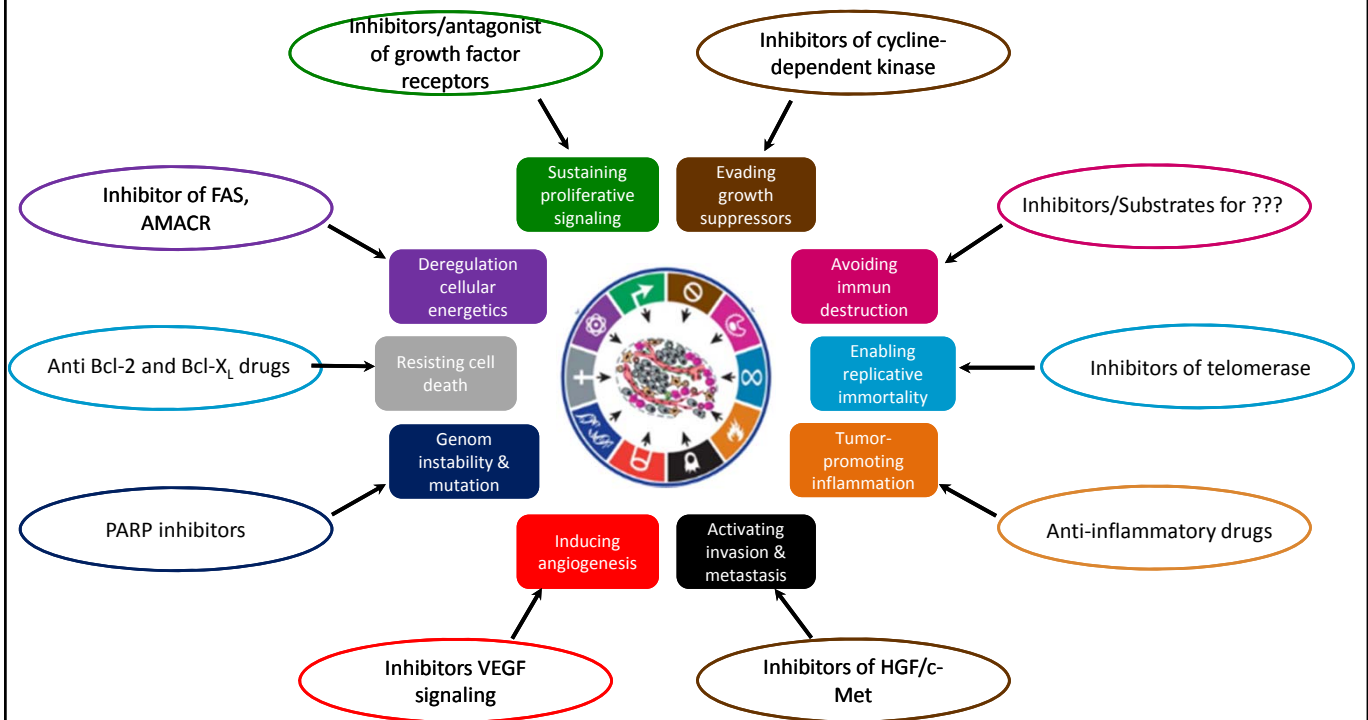 Inhibitors/antagonist
of growth factor
receptors
Inhibitors of cycline-
dependent kinase
Sustaining
proliferative
signaling
Evading
growth
suppressors
Inhibitor of FAS,
AMACR
Inhibitors/Substrates for ???
Deregulation
cellular
energetics
Avoiding
immun
destruction
Anti Bcl-2 and Bcl-XL drugs
Resisting cell
death
Enabling
replicative
immortality
Inhibitors of telomerase
Genom
instability &
mutation
Tumor-
promoting
inflammation
PARP inhibitors
Anti-inflammatory drugs
Inducing
angiogenesis
Activating
invasion &
metastasis
Inhibitors VEGF
signaling
Inhibitors of HGF/c-
Met